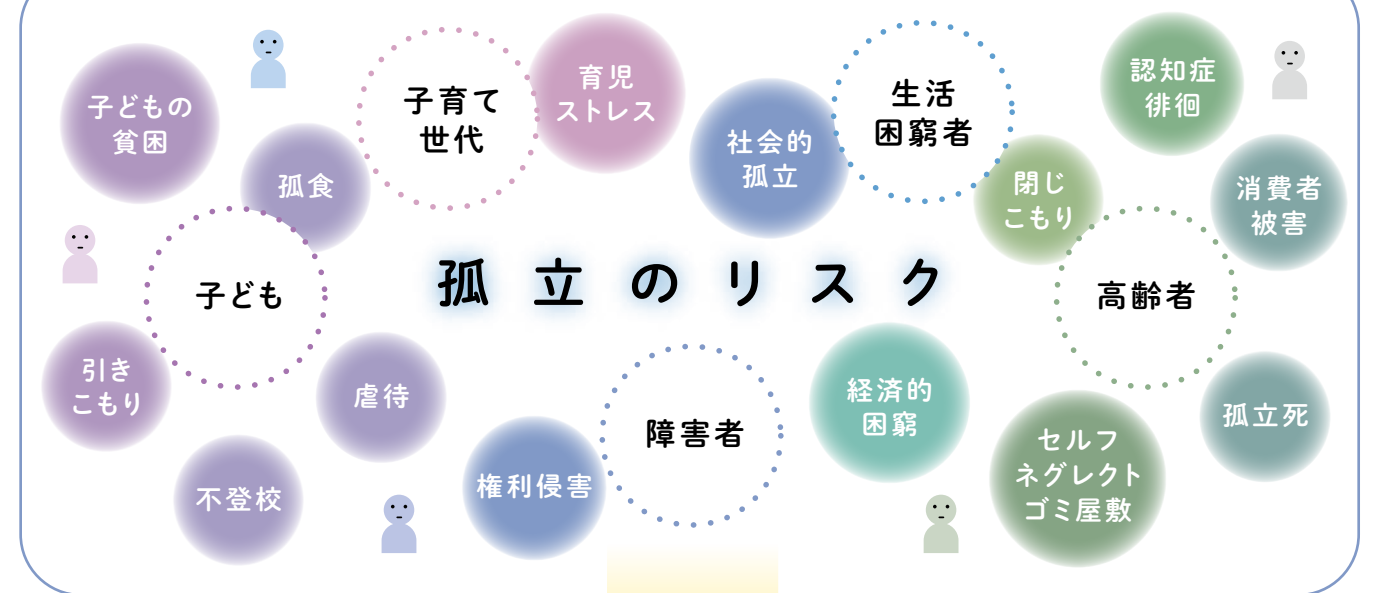 子どもの
貧困
孤食
子育て
世代
育児
ストレス
社会的
孤立
生活
困窮者
閉じ
こもり
認知症
徘徊
消費者
被害
孤立のリスク
子ども
高齢者
引き
こもり
虐待
不登校
権利侵害
障害者
経済的
困窮
セルフ
ネグレクト
ゴミ屋敷
孤立死